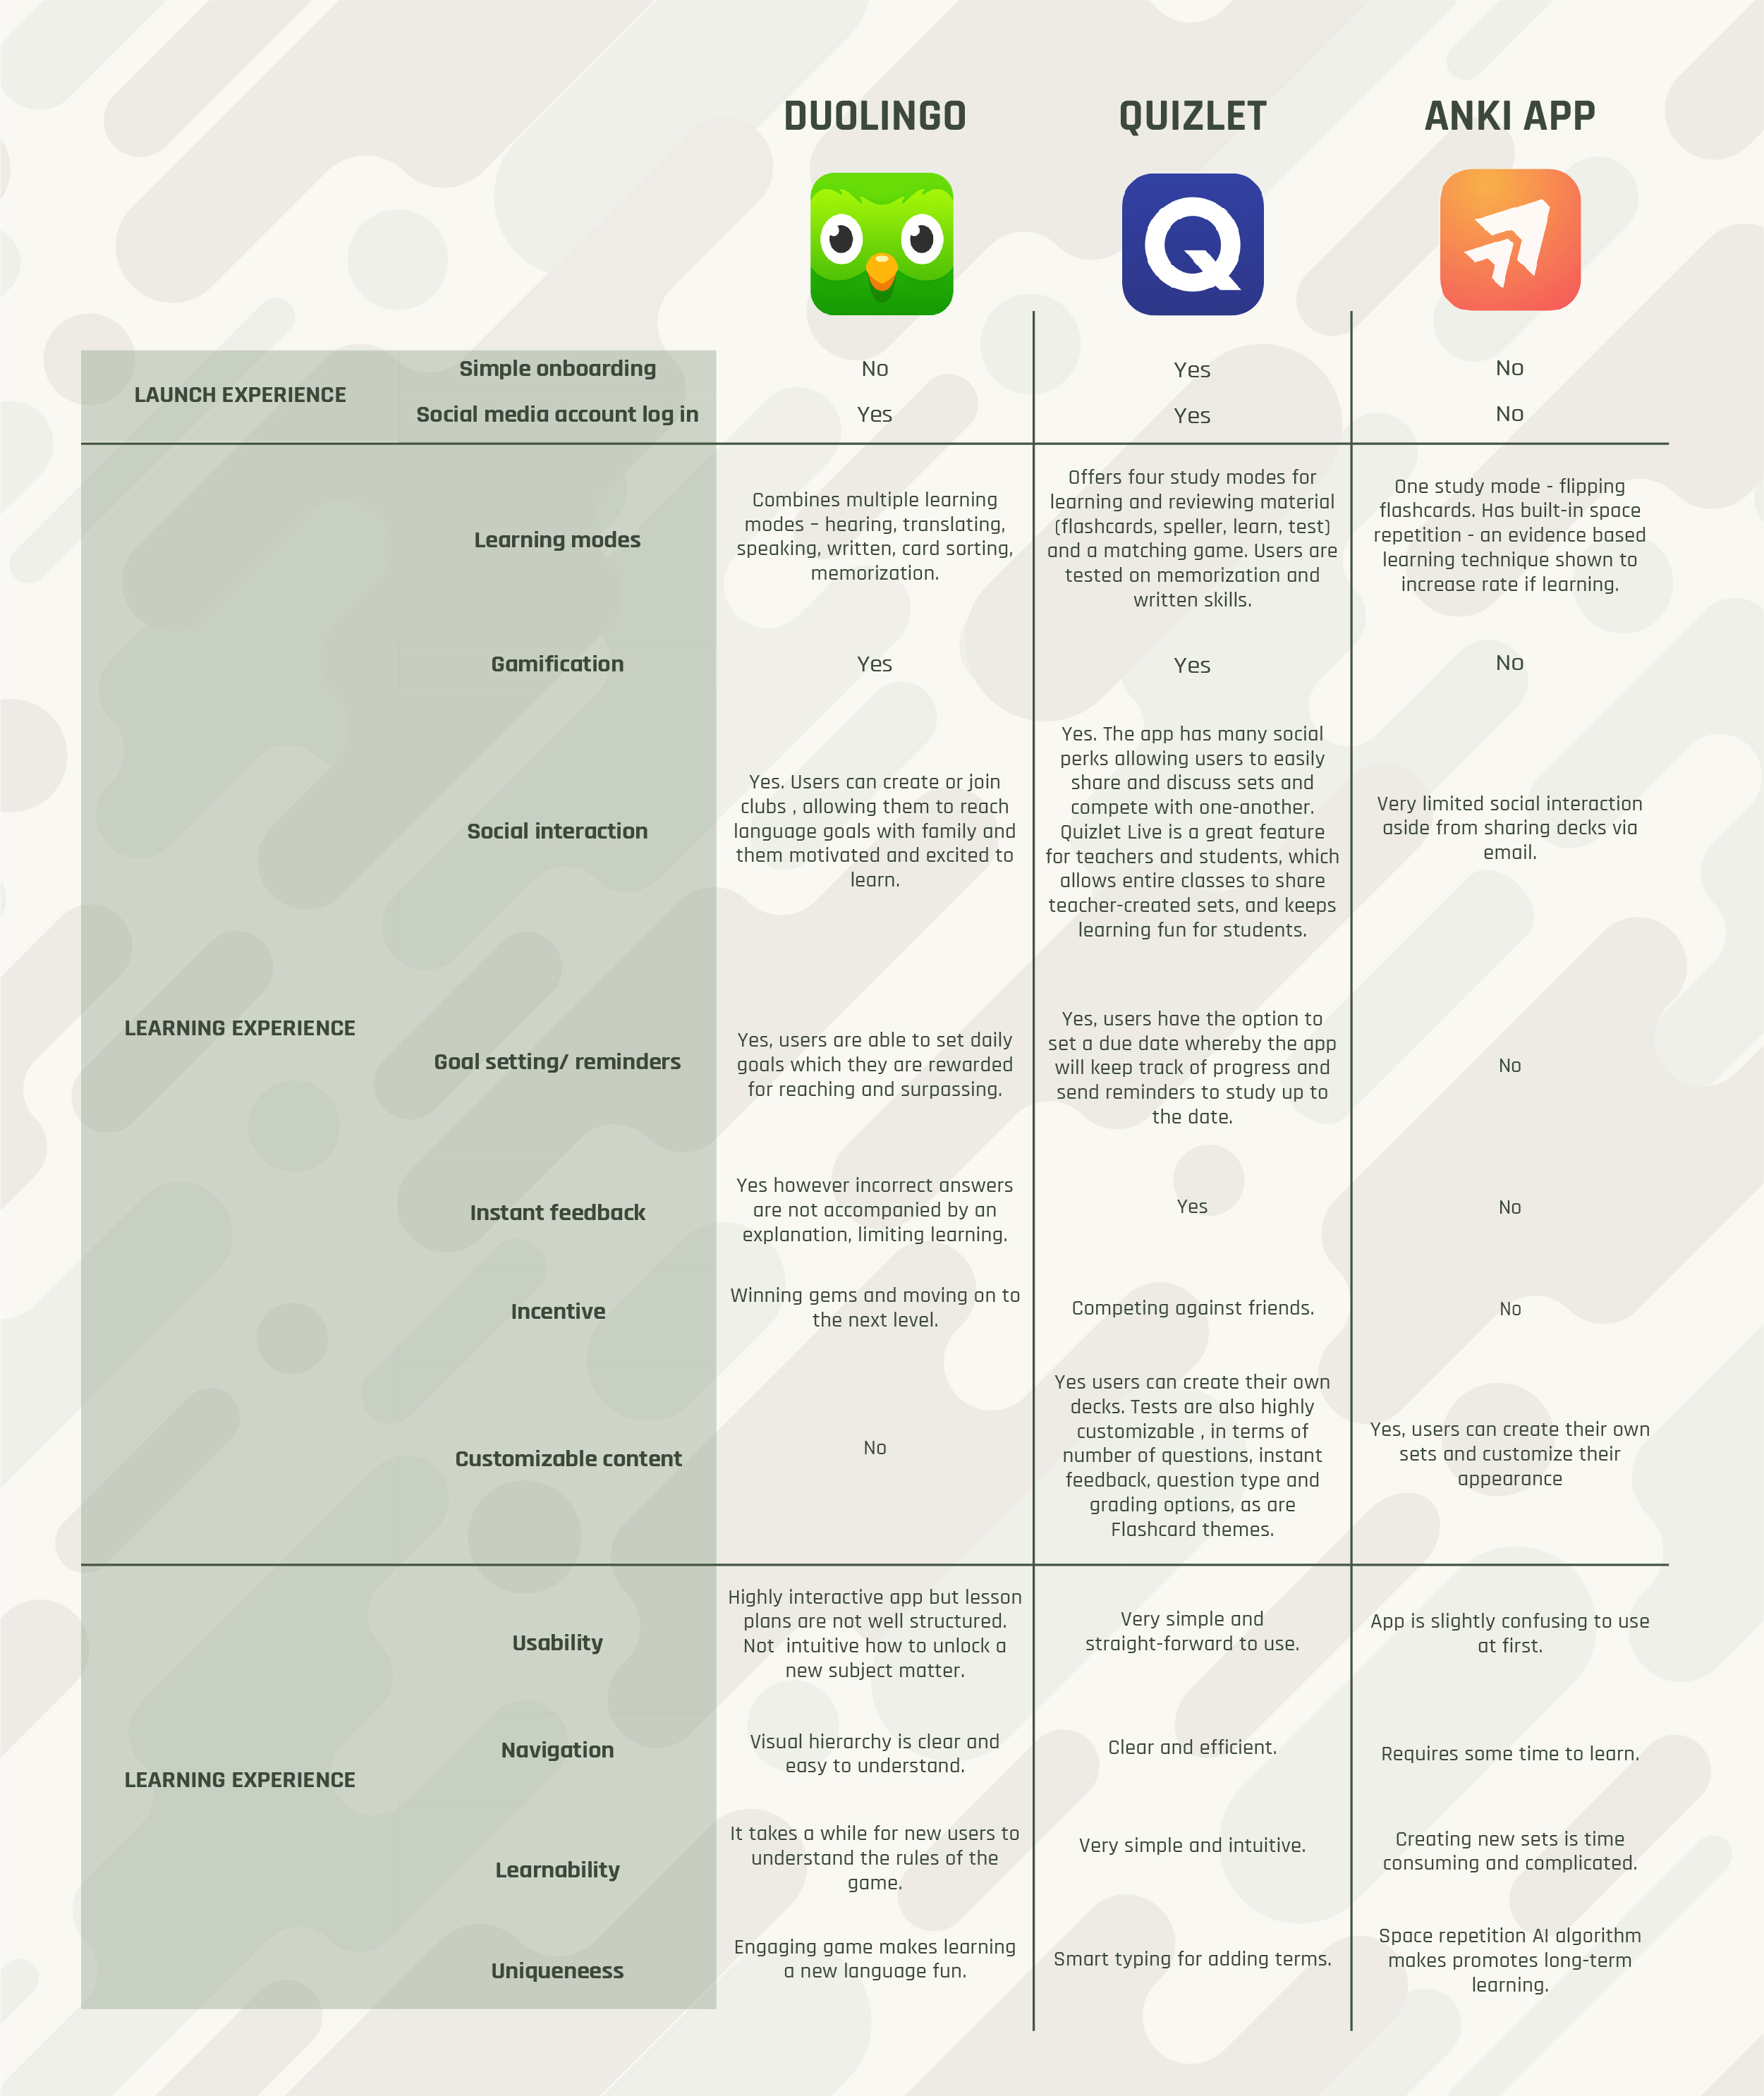 DUOLINGO
QUIZLET
ANKI APP
LAUNCH EXPERIENCE
Simple onboarding
No
Yes
No
Social media account log in
Yes
Yes
No
LEARNING EXPERIENCE
Learning modes
Combines multiple learning
modes – hearing, translating,
speaking, written, card sorting,
memorization.
Offers four study modes for
learning and reviewing material
(flashcards, speller, learn, test)
and a matching game. Users are
tested on memorization and
written skills.
One study mode - flipping
flashcards. Has built-in space
repetition - an evidence based
learning technique shown to
increase rate if learning.
Gamification
Yes
Yes
No
Social interaction
Yes. Users can create or join
clubs , allowing them to reach
language goals with family and
them motivated and excited to
learn.
Yes. The app has many social
perks allowing users to easily
share and discuss sets and
compete with one-another.
Quizlet Live is a great feature
for teachers and students, which
allows entire classes to share
teacher-created sets, and keeps
learning fun for students.
Very limited social interaction
aside from sharing decks via
email.
Goal setting/ reminders
Yes, users are able to set daily
goals which they are rewarded
for reaching and surpassing.
Yes, users have the option to
set a due date whereby the app
will keep track of progress and
send reminders to study up to
the date.
No
Instant feedback
Yes however incorrect answers
are not accompanied by an
explanation, limiting learning.
Yes
No
Incentive
Winning gems and moving on to
the next level.
Competing against friends.
No
Customizable content
No
Yes users can create their own
decks. Tests are also highly
customizable , in terms of
number of questions, instant
feedback, question type and
grading options, as are
Flashcard themes.
Yes, users can create their own
sets and customize their
appearance
LEARNING EXPERIENCE
Usability
Highly interactive app but lesson
plans are not well structured.
Not  intuitive how to unlock a
new subject matter.
Very simple and
straight-forward to use.
App is slightly confusing to use
at first.
Navigation
Visual hierarchy is clear and
easy to understand.
Clear and efficient.
Requires some time to learn.
Learnability
It takes a while for new users to
understand the rules of the
game.
Very simple and intuitive.
Creating new sets is time
consuming and complicated.
Uniqueneess
Engaging game makes learning
a new language fun.
Smart typing for adding terms.
Space repetition AI algorithm
makes promotes long-term
learning.